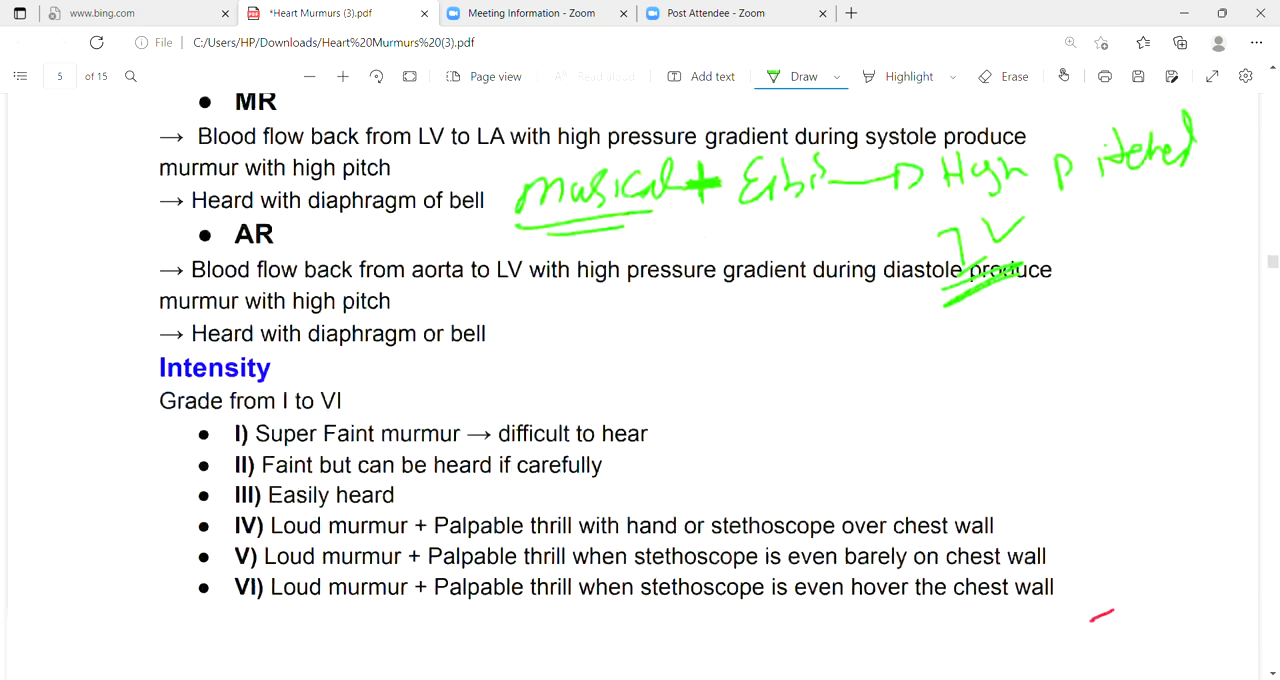 www.bing.com
*Heart Murmurs (3).pdf
Meeting Information - Zoom
Post Attendee - Zoom
File
C:/Users/HP/Downloads/Heart%20Murmurs%20(3).pdf
5 of 15
Page view
Read aloud
Add text
Draw
Highlight
Erase
● MR
→ Blood flow back from LV to LA with high pressure gradient during systole produce
murmur with high pitch
musical + Erb's → High pitched
→ Heard with diaphragm of bell
● AR
→ Blood flow back from aorta to LV with high pressure gradient during diastole produce
murmur with high pitch
→ Heard with diaphragm or bell
Intensity
Grade from I to VI
● I) Super Faint murmur → difficult to hear
● II) Faint but can be heard if carefully
● III) Easily heard
● IV) Loud murmur + Palpable thrill with hand or stethoscope over chest wall
● V) Loud murmur + Palpable thrill when stethoscope is even barely on chest wall
● VI) Loud murmur + Palpable thrill when stethoscope is even hover the chest wall